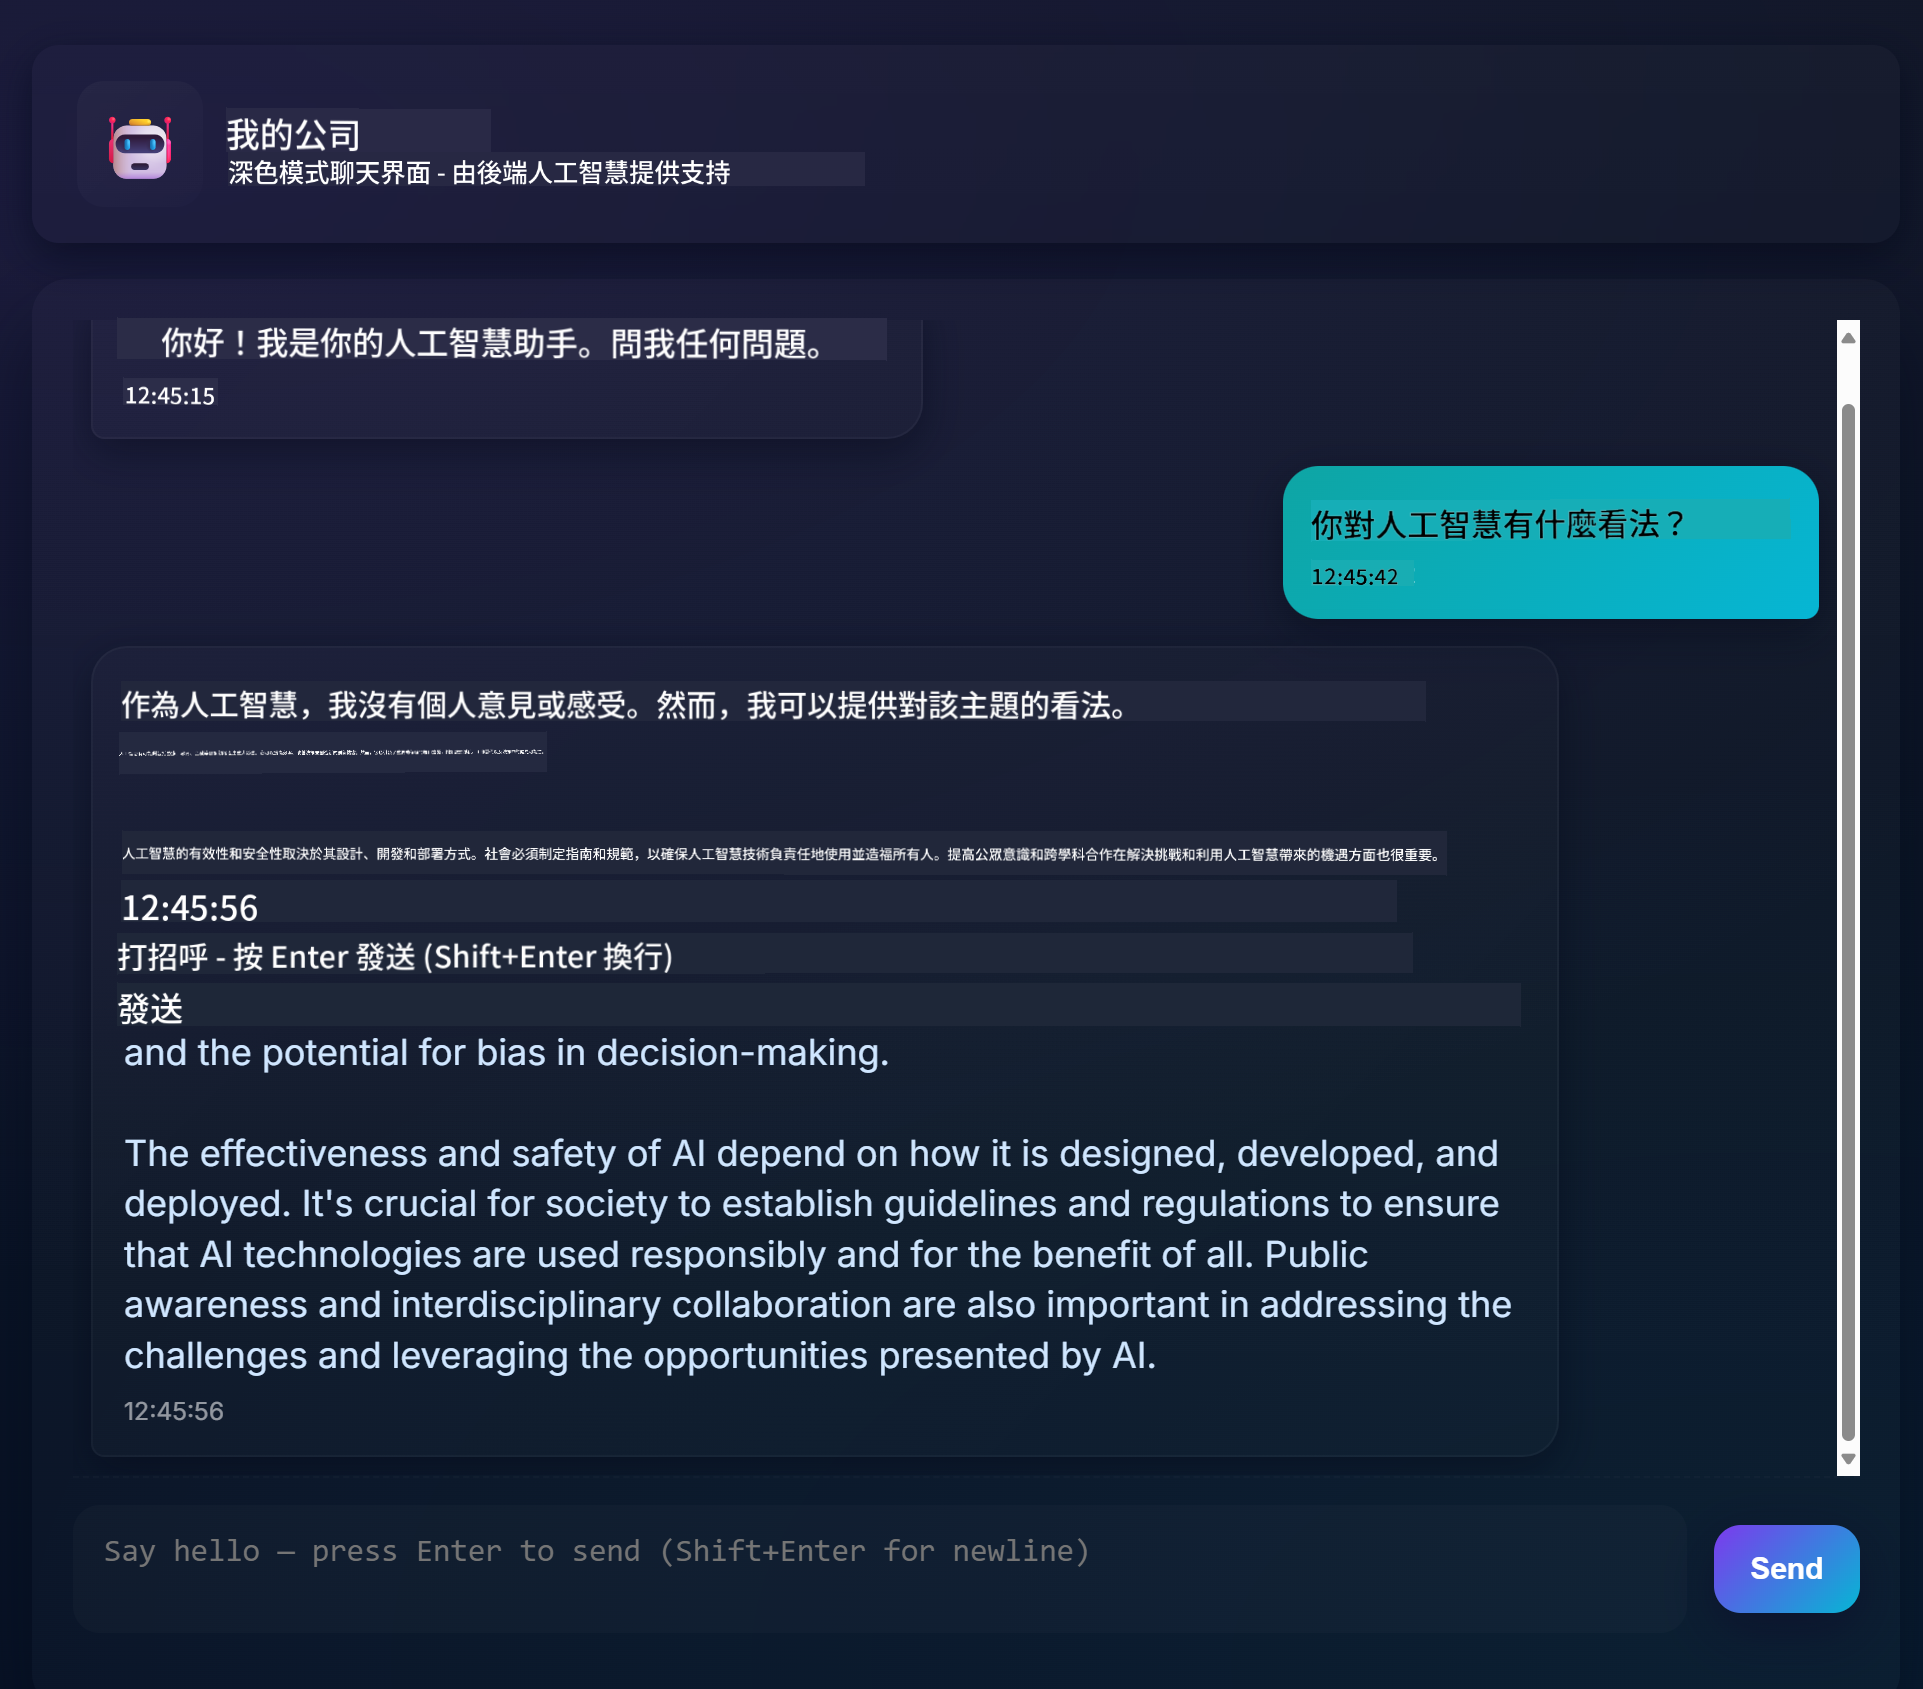 我的公司
深色模式聊天界面 - 由後端人工智慧提供支持
你好！我是你的人工智慧助手。問我任何問題。
12:45:15
你對人工智慧有什麼看法？
12:45:42
作為人工智慧，我沒有個人意見或感受。然而，我可以提供對該主題的看法。
人工智慧的有效性和安全性取決於其設計、開發和部署方式。社會必須制定指南和規範，以確保人工智慧技術負責任地使用並造福所有人。提高公眾意識和跨學科合作在解決挑戰和利用人工智慧帶來的機遇方面也很重要。
12:45:56
打招呼 - 按 Enter 發送 (Shift+Enter 換行)
發送
and the potential for bias in decision-making.
The effectiveness and safety of AI depend on how it is designed, developed, and
deployed. It's crucial for society to establish guidelines and regulations to ensure
that AI technologies are used responsibly and for the benefit of all. Public
awareness and interdisciplinary collaboration are also important in addressing the
challenges and leveraging the opportunities presented by AI.
12:45:56
Say hello — press Enter to send (Shift+Enter for newline)
Send